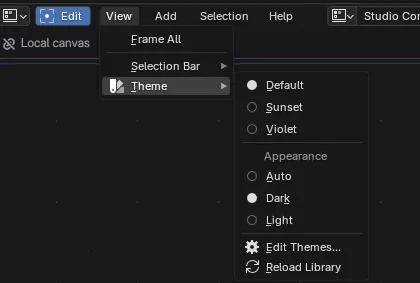 Edit View Add Selection Help Studio Con
Local canvas
Frame All
Selection Bar
Theme
Default
Sunset
Violet
Appearance
Auto
Dark
Light
Edit Themes...
Reload Library